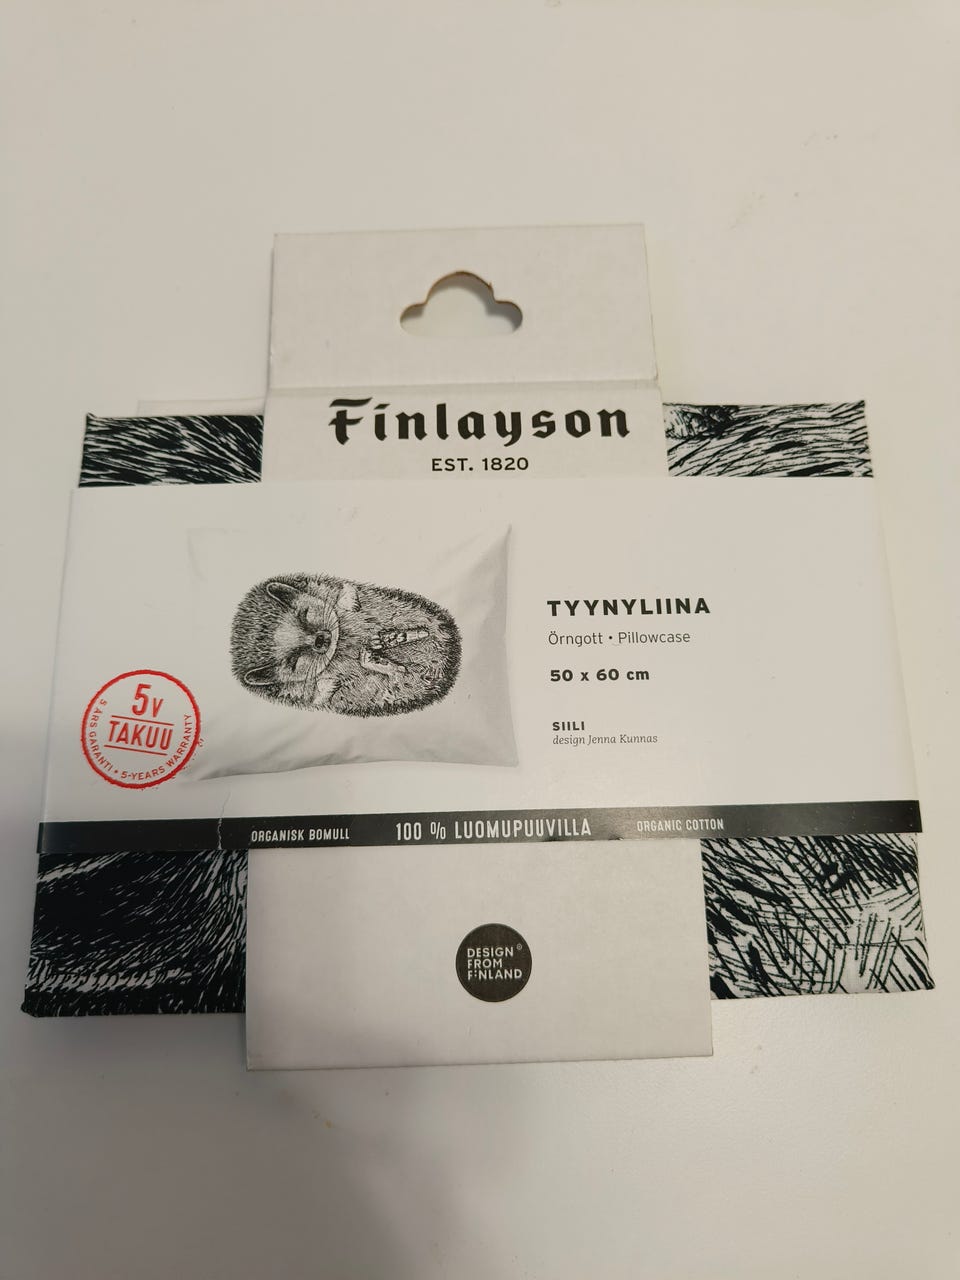 Finlayson
EST. 1820
TYYNYLIINA
Örngott • Pillowcase
50 x 60 cm
SIILI
design Jenna Kunnas
5v
TAKUU
5 ÅRS GARANTI • 5-YEARS WARRANTY
ORGANISK BOMULL 100 % LUOMUPUUVILLA ORGANIC COTTON
DESIGN®
FROM
FINLAND